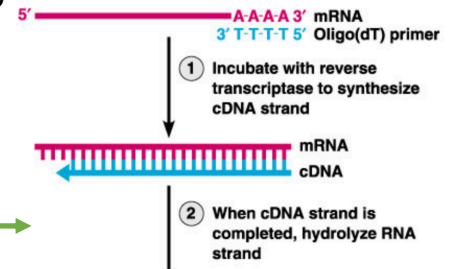 5′ A-A-A-A 3′ mRNA
3′ T-T-T-T 5′ Oligo(dT) primer
1 Incubate with reverse
transcriptase to synthesize
cDNA strand
mRNA
cDNA
2 When cDNA strand is
completed, hydrolyze RNA
strand